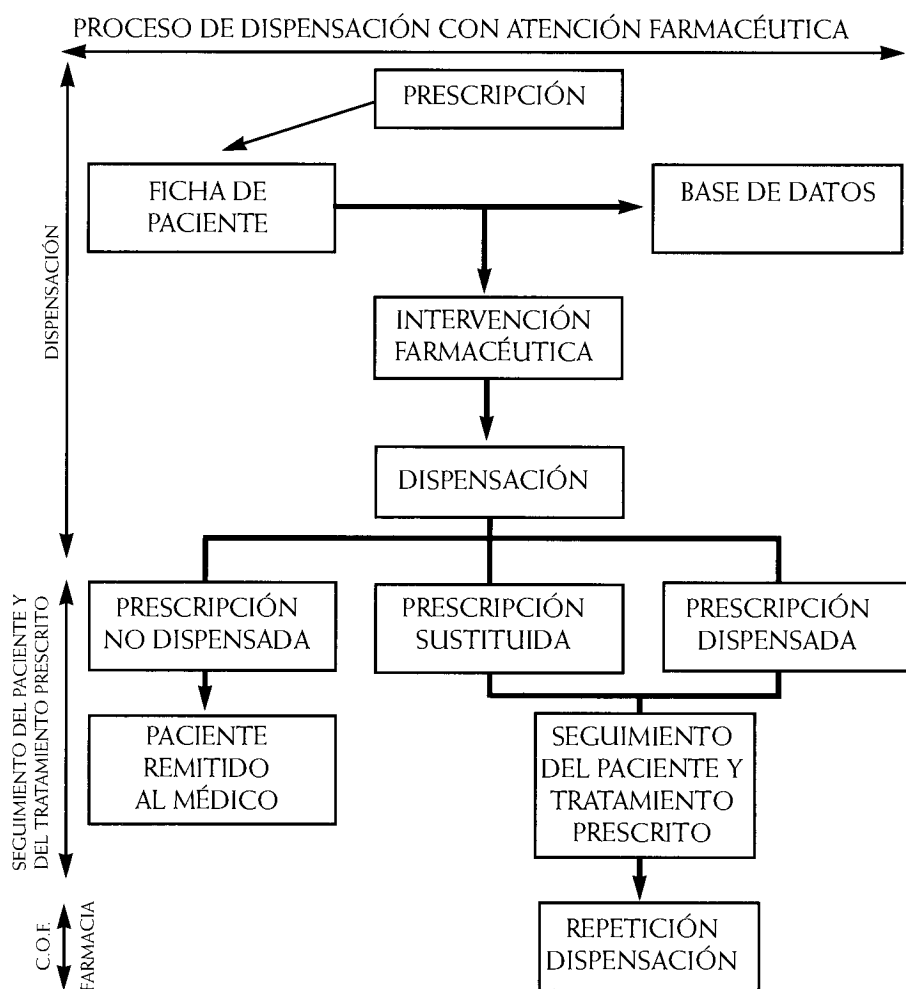 PROCESO DE DISPENSACIÓN CON ATENCIÓN FARMACÉUTICA
PRESCRIPCIÓN
FICHA DE
PACIENTE
BASE DE DATOS
INTERVENCIÓN
FARMACÉUTICA
DISPENSACIÓN
DISPENSACIÓN
PRESCRIPCIÓN
NO DISPENSADA
PRESCRIPCIÓN
SUSTITUIDA
PRESCRIPCIÓN
DISPENSADA
SEGUIMIENTO DEL PACIENTE Y
DEL TRATAMIENTO PRESCRITO
PACIENTE
REMITIDO
AL MÉDICO
SEGUIMIENTO
DEL PACIENTE Y
TRATAMIENTO
PRESCRITO
C.O.F.
FARMACIA
REPETICIÓN
DISPENSACIÓN